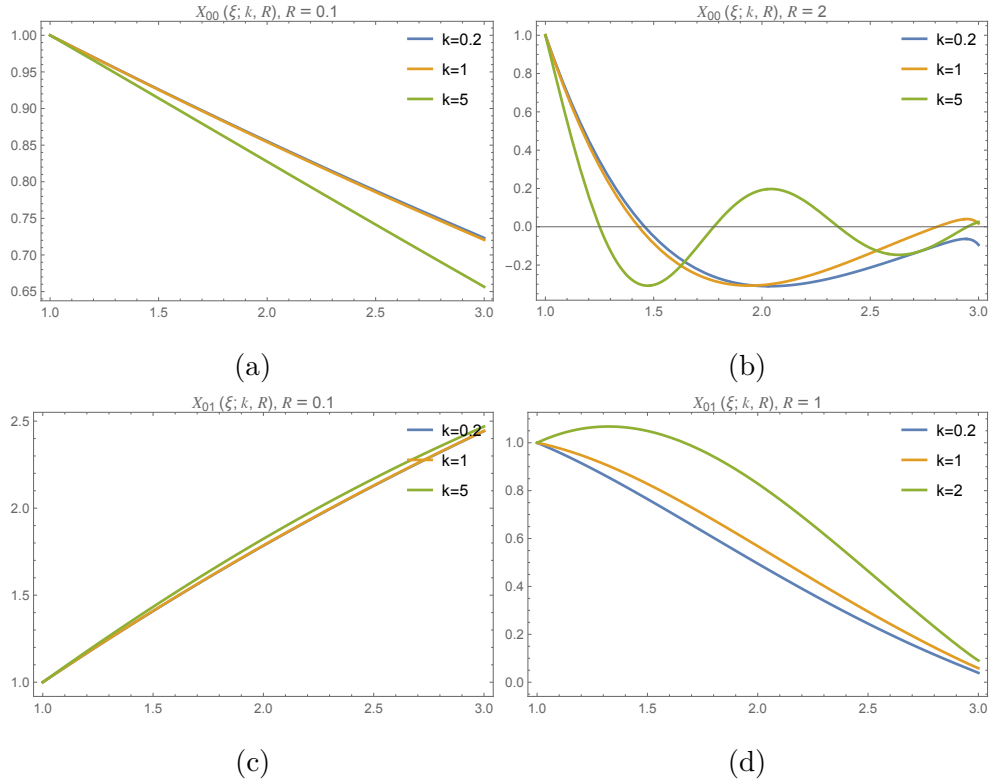 X₀₀ (ξ; k, R), R = 0.1
1.00
0.95
0.90
0.85
0.80
0.75
0.70
0.65
k=0.2
k=1
k=5
1.0
1.5
2.0
2.5
3.0
(a)
X₀₀ (ξ; k, R), R = 2
1.0
0.8
0.6
0.4
0.2
0.0
−0.2
k=0.2
k=1
k=5
1.0
1.5
2.0
2.5
3.0
(b)
X₀₁ (ξ; k, R), R = 0.1
2.5
2.0
1.5
1.0
k=0.2
k=1
k=5
1.0
1.5
2.0
2.5
3.0
(c)
X₀₁ (ξ; k, R), R = 1
1.0
0.8
0.6
0.4
0.2
0.0
k=0.2
k=1
k=2
1.0
1.5
2.0
2.5
3.0
(d)